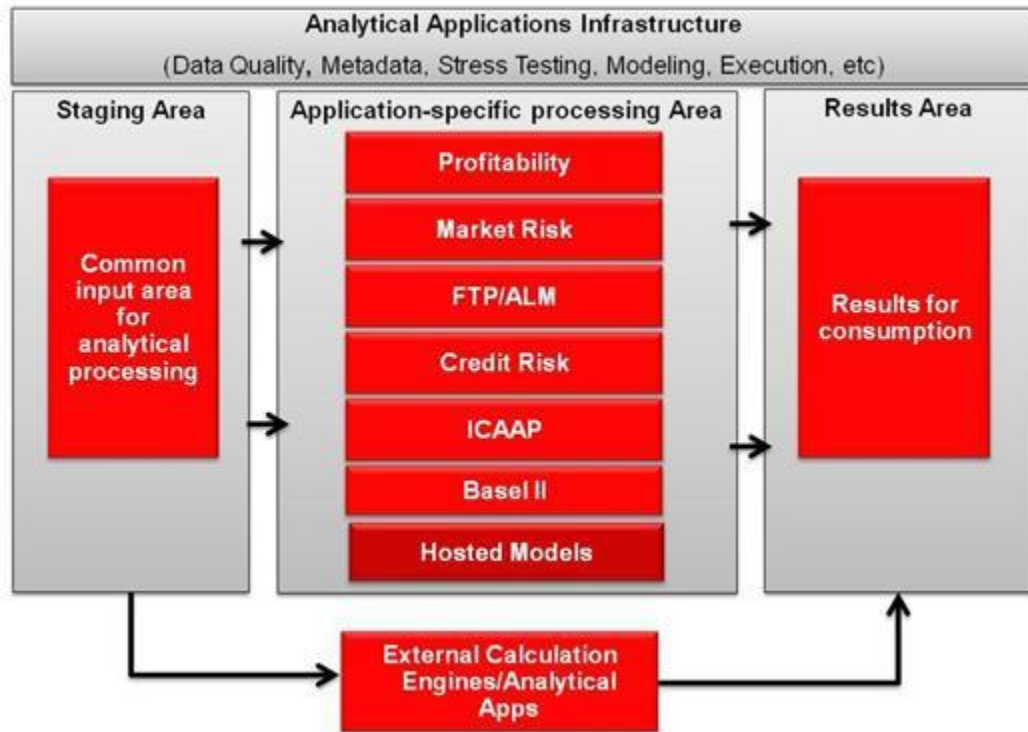 Analytical Applications Infrastructure
(Data Quality, Metadata, Stress Testing, Modeling, Execution, etc)
Staging Area
Common
input area
for
analytical
processing
Application-specific processing Area
Profitability
Market Risk
FTP/ALM
Credit Risk
ICAAP
Basel II
Hosted Models
Results Area
Results for
consumption
External Calculation
Engines/Analytical
Apps